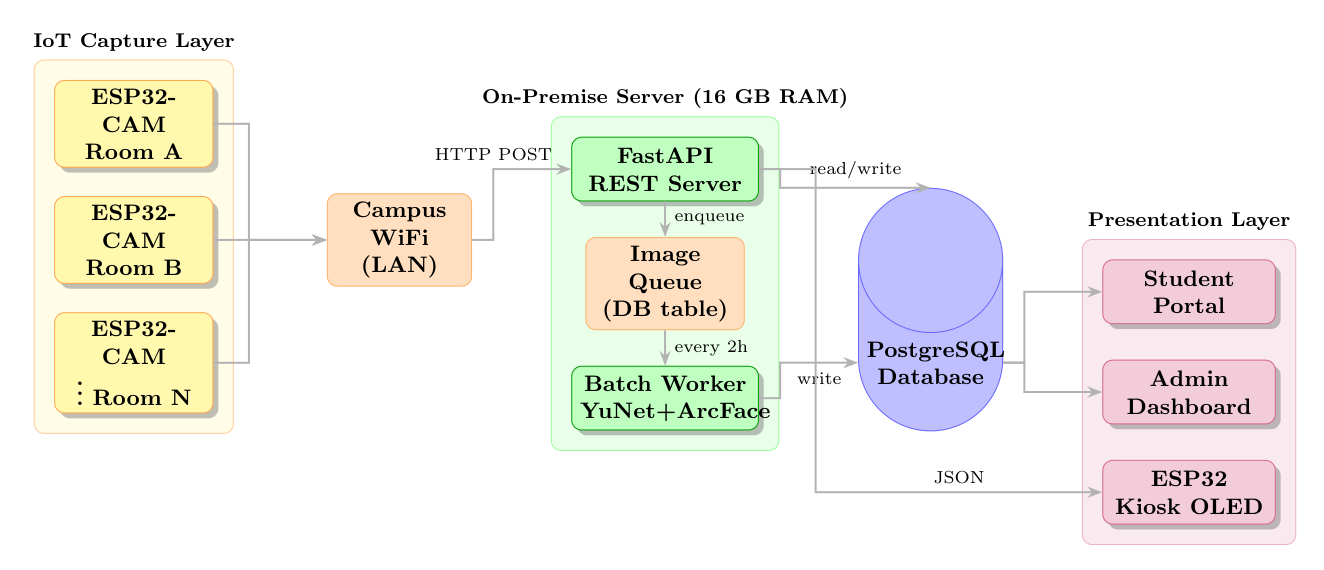 IoT Capture Layer
ESP32-
CAM
Room A
ESP32-
CAM
Room B
ESP32-
CAM
⋮ Room N
Campus
WiFi
(LAN)
HTTP POST
On-Premise Server (16 GB RAM)
FastAPI
REST Server
enqueue
Image
Queue
(DB table)
every 2h
Batch Worker
YuNet+ArcFace
read/write
write
PostgreSQL
Database
JSON
Presentation Layer
Student
Portal
Admin
Dashboard
ESP32
Kiosk OLED